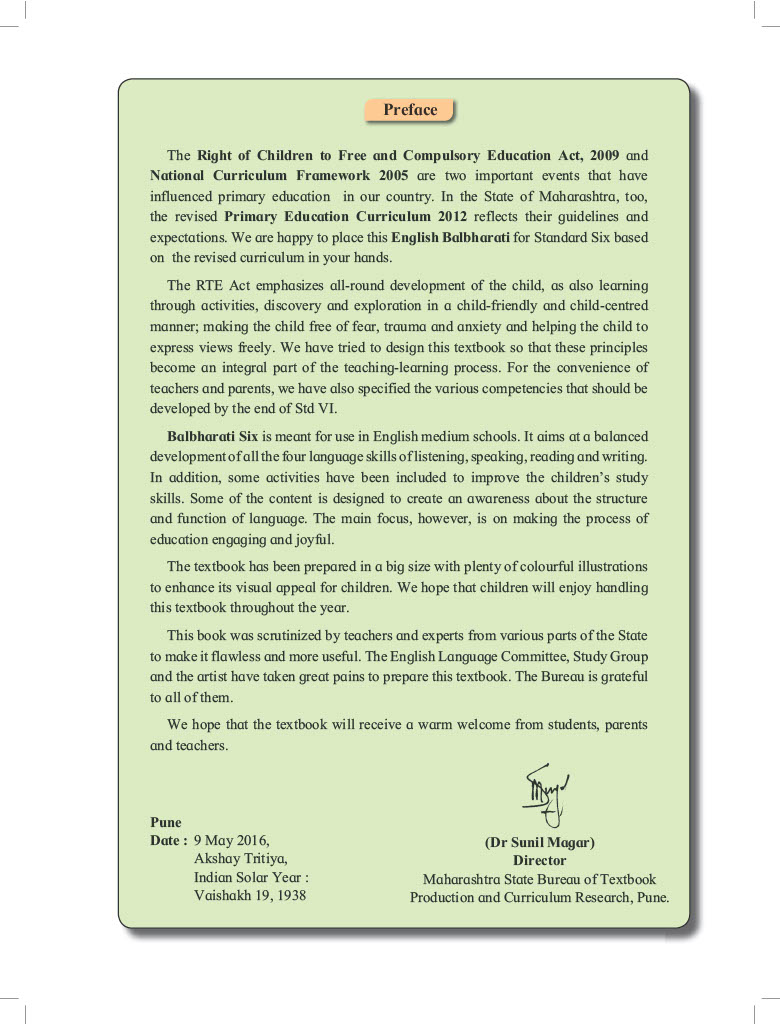 Preface
The Right of Children to Free and Compulsory Education Act, 2009 and
National Curriculum Framework 2005 are two important events that have
influenced primary education in our country. In the State of Maharashtra, too,
the revised Primary Education Curriculum 2012 reflects their guidelines and
expectations. We are happy to place this English Balbharati for Standard Six based
on the revised curriculum in your hands.
The RTE Act emphasizes all-round development of the child, as also learning
through activities, discovery and exploration in a child-friendly and child-centred
manner; making the child free of fear, trauma and anxiety and helping the child to
express views freely. We have tried to design this textbook so that these principles
become an integral part of the teaching-learning process. For the convenience of
teachers and parents, we have also specified the various competencies that should be
developed by the end of Std VI.
Balbharati Six is meant for use in English medium schools. It aims at a balanced
development of all the four language skills of listening, speaking, reading and writing.
In addition, some activities have been included to improve the children's study
skills. Some of the content is designed to create an awareness about the structure
and function of language. The main focus, however, is on making the process of
education engaging and joyful.
The textbook has been prepared in a big size with plenty of colourful illustrations
to enhance its visual appeal for children. We hope that children will enjoy handling
this textbook throughout the year.
This book was scrutinized by teachers and experts from various parts of the State
to make it flawless and more useful. The English Language Committee, Study Group
and the artist have taken great pains to prepare this textbook. The Bureau is grateful
to all of them.
We hope that the textbook will receive a warm welcome from students, parents
and teachers.
Pune
Date : 9 May 2016,
Akshay Tritiya,
Indian Solar Year :
Vaishakh 19, 1938
(Dr Sunil Magar)
Director
Maharashtra State Bureau of Textbook
Production and Curriculum Research, Pune.